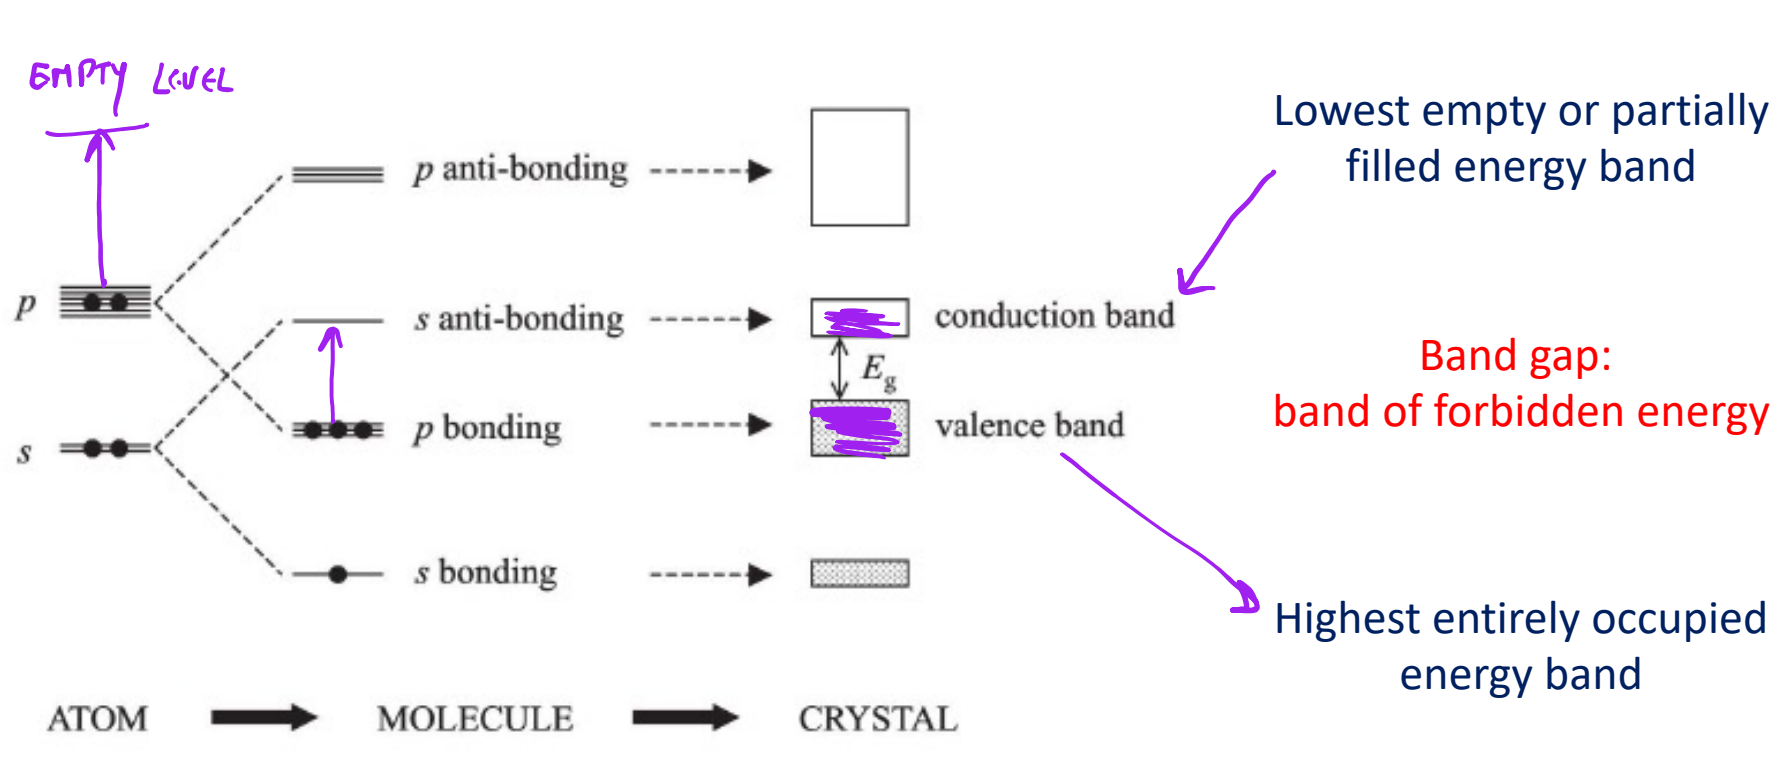 EMPTY LEVEL
Lowest empty or partially
filled energy band
p anti-bonding
p
s anti-bonding
conduction band
Eg
Band gap:
band of forbidden energy
s
p bonding
valence band
s bonding
Highest entirely occupied
energy band
ATOM
MOLECULE
CRYSTAL